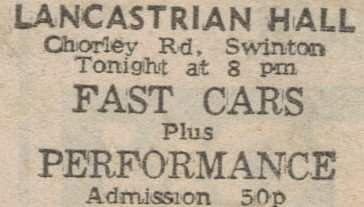 LANCASTRIAN HALL
Chorley Rd, Swinton
Tonight at 8 pm
FAST CARS
Plus
PERFORMANCE
Admission 50p